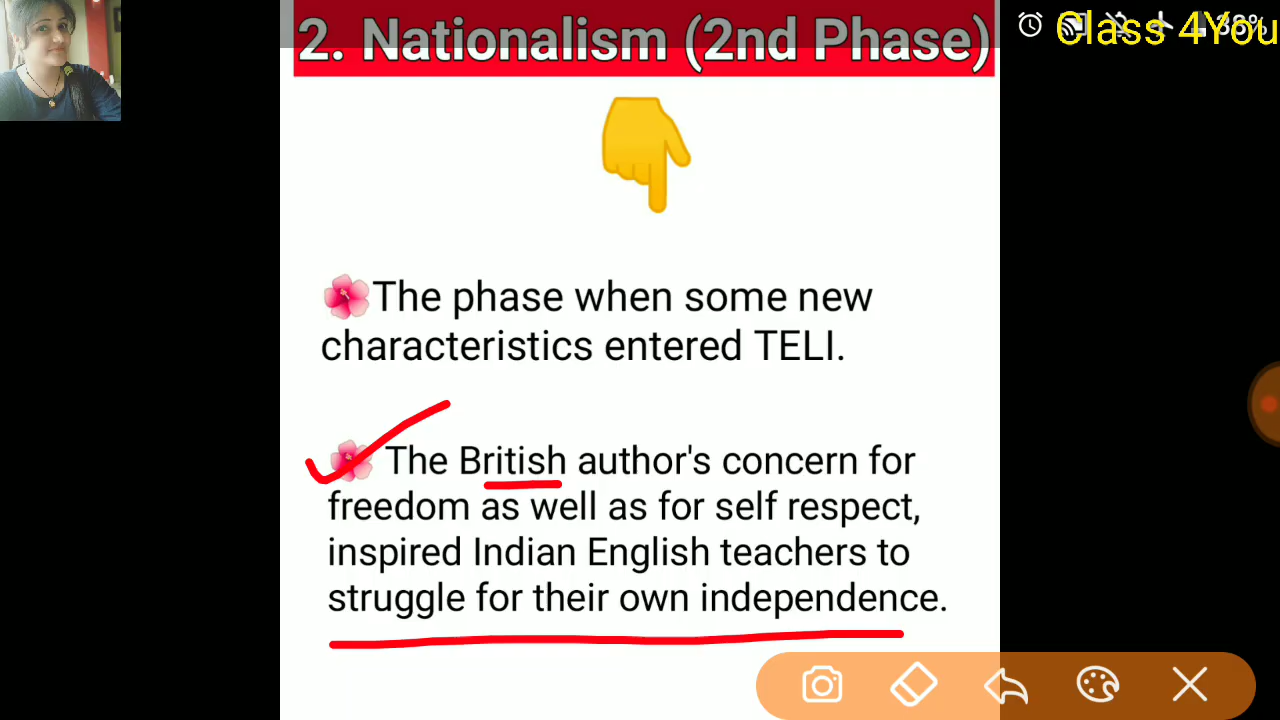 2. Nationalism (2nd Phase)
Class 4You
38%
The phase when some new
characteristics entered TELI.
The British author's concern for
freedom as well as for self respect,
inspired Indian English teachers to
struggle for their own independence.